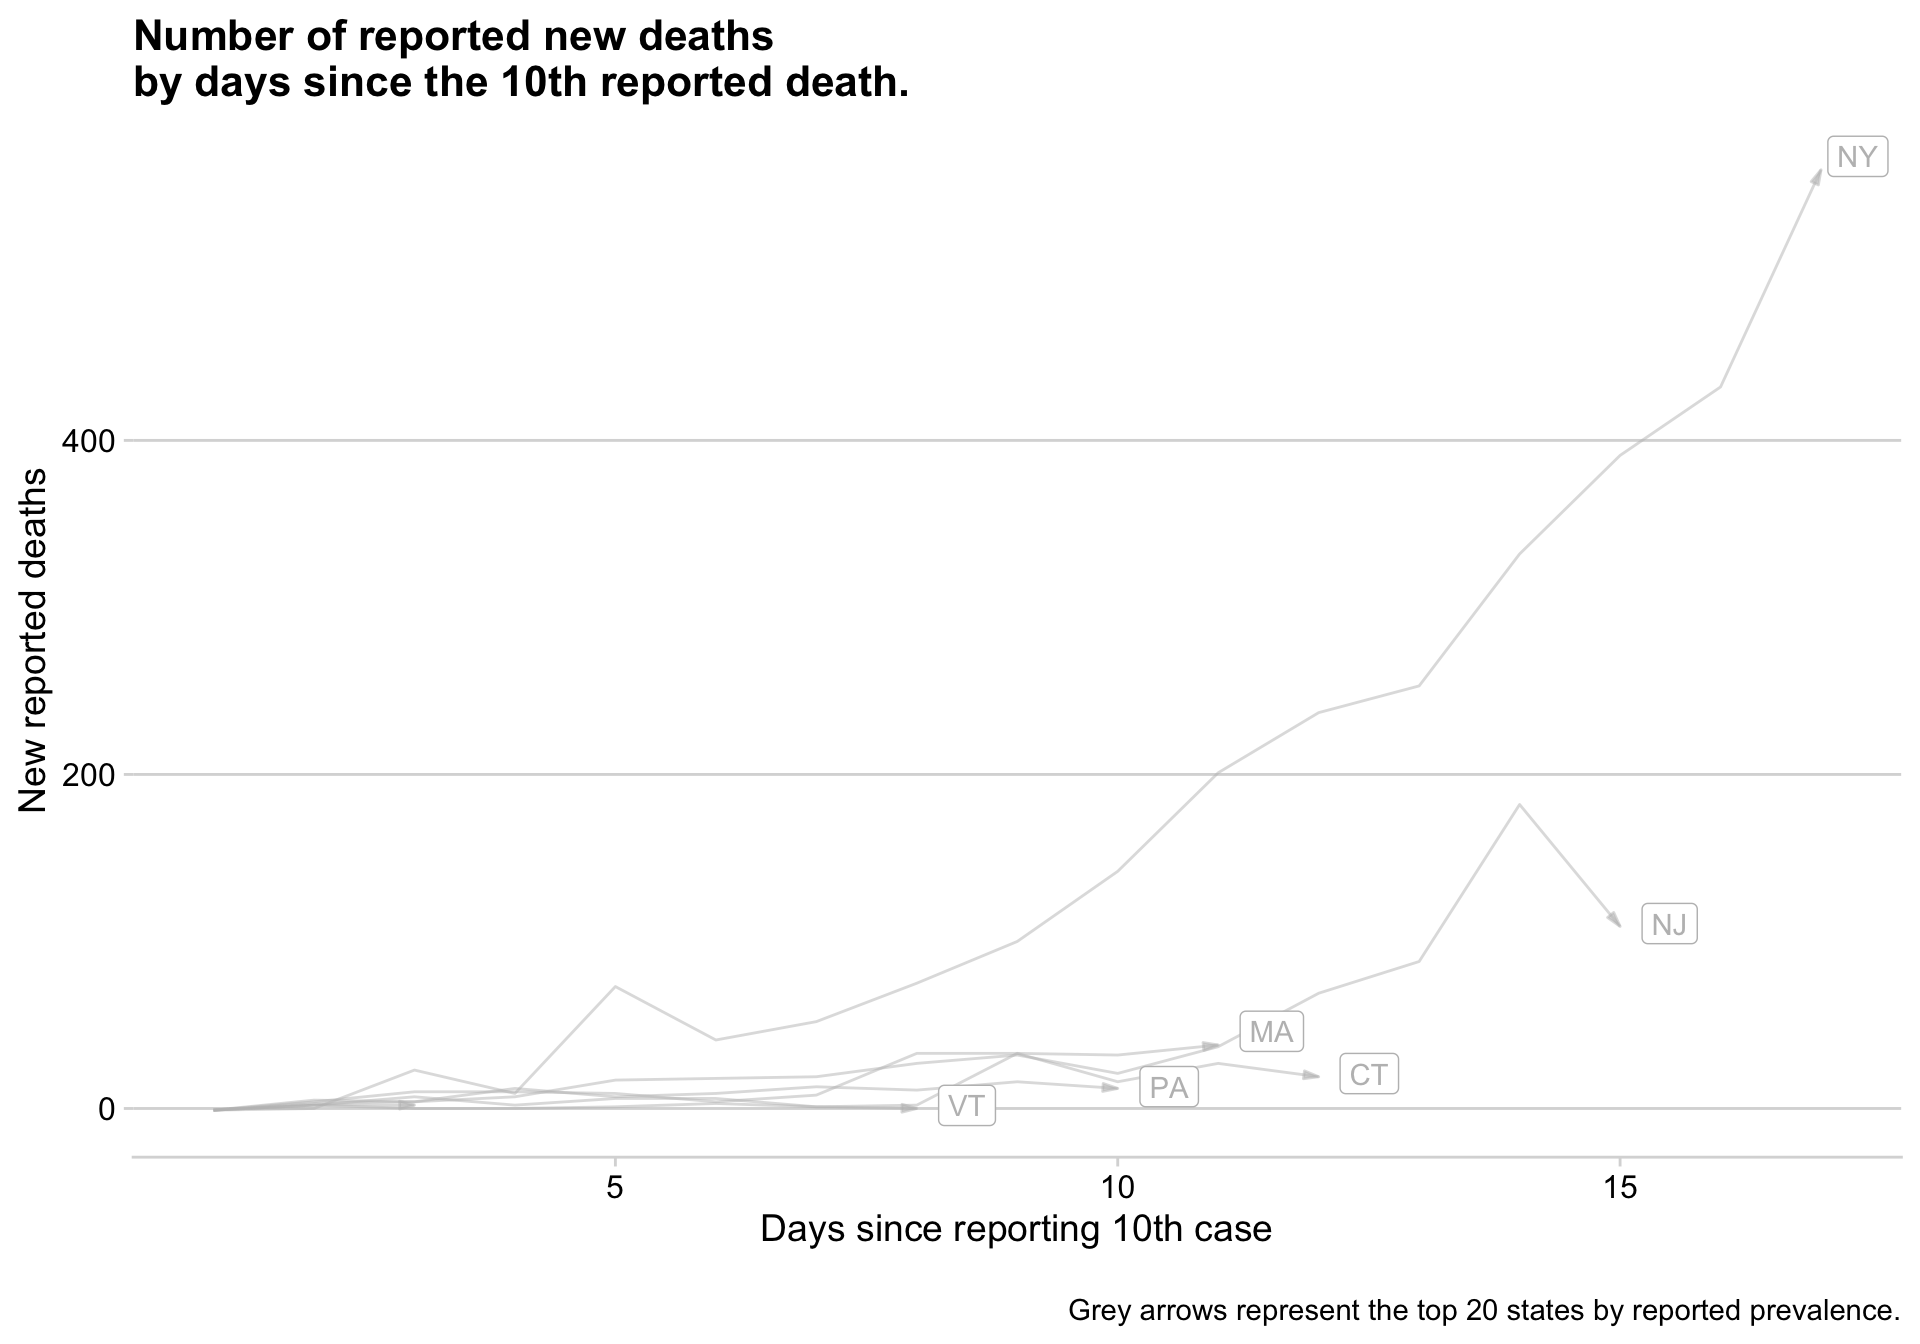 Number of reported new deaths
by days since the 10th reported death.
NY
400
New reported deaths
200
NJ
MA
CT
PA
VT
0
5
10
15
Days since reporting 10th case
Grey arrows represent the top 20 states by reported prevalence.